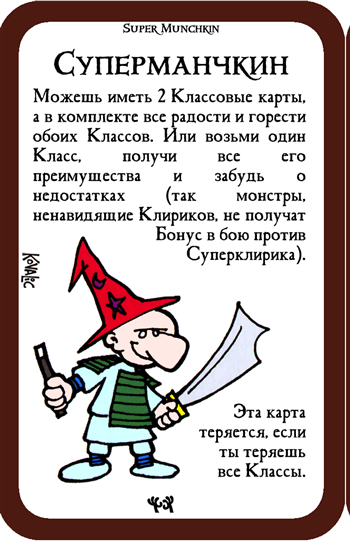 Super Munchkin
Суперманчкин
Можешь иметь 2 Классовые карты,
а в комплекте все радости и горести
обоих Классов. Или возьми один
Класс, получи все его
преимущества и забудь о
недостатках (так монстры,
ненавидящие Клириков, не получат
Бонус в бою против
Суперклирика).
Kovalic
Эта карта
теряется, если
ты теряешь
все Классы.